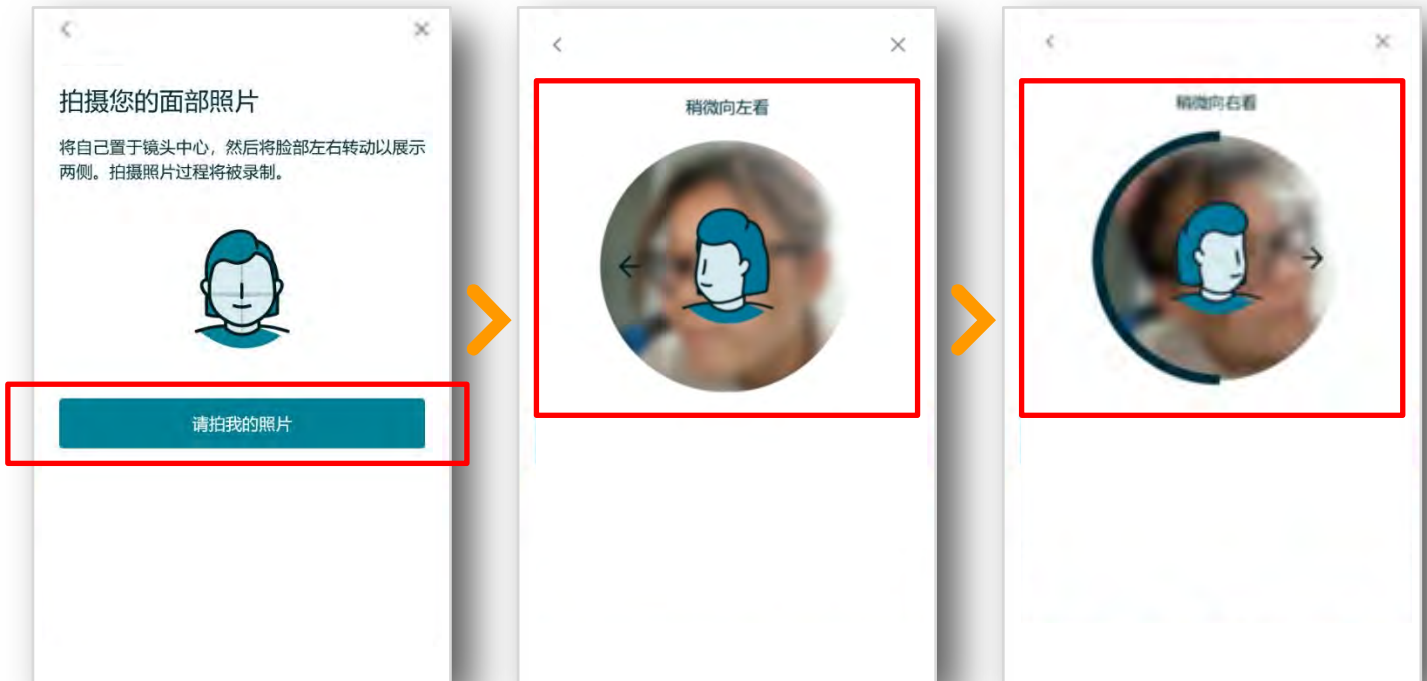 拍摄您的面部照片
将自己置于镜头中心，然后将脸部左右转动以展示
两侧。拍摄照片过程将被录制。
请拍我的照片
稍微向左看
稍微向右看